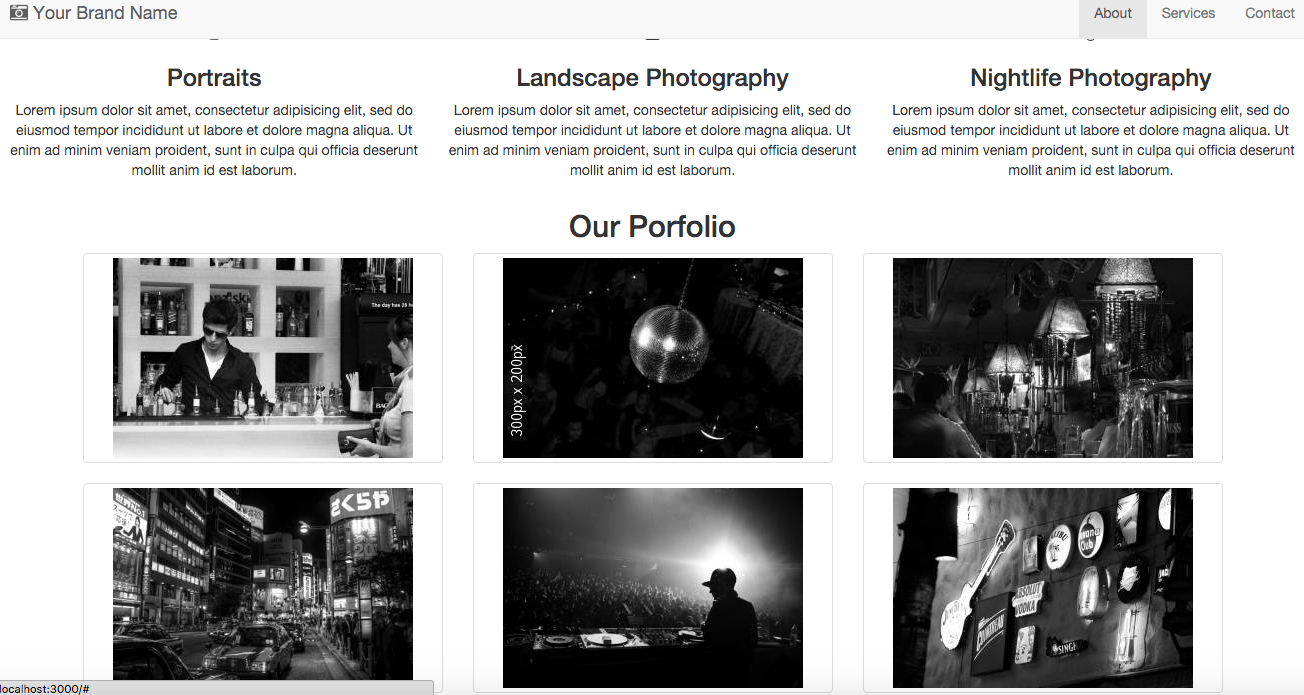 Your Brand Name
About
Services
Contact
Portraits
Lorem ipsum dolor sit amet, consectetur adipisicing elit, sed do
eiusmod tempor incididunt ut labore et dolore magna aliqua. Ut
enim ad minim veniam proident, sunt in culpa qui officia deserunt
mollit anim id est laborum.
Landscape Photography
Lorem ipsum dolor sit amet, consectetur adipisicing elit, sed do
eiusmod tempor incididunt ut labore et dolore magna aliqua. Ut
enim ad minim veniam proident, sunt in culpa qui officia deserunt
mollit anim id est laborum.
Nightlife Photography
Lorem ipsum dolor sit amet, consectetur adipisicing elit, sed do
eiusmod tempor incididunt ut labore et dolore magna aliqua. Ut
enim ad minim veniam proident, sunt in culpa qui officia deserunt
mollit anim id est laborum.
Our Porfolio
The day has 25
300px x 200px
さくらや
ABSOLUT
VODKA
localhost:3000/#